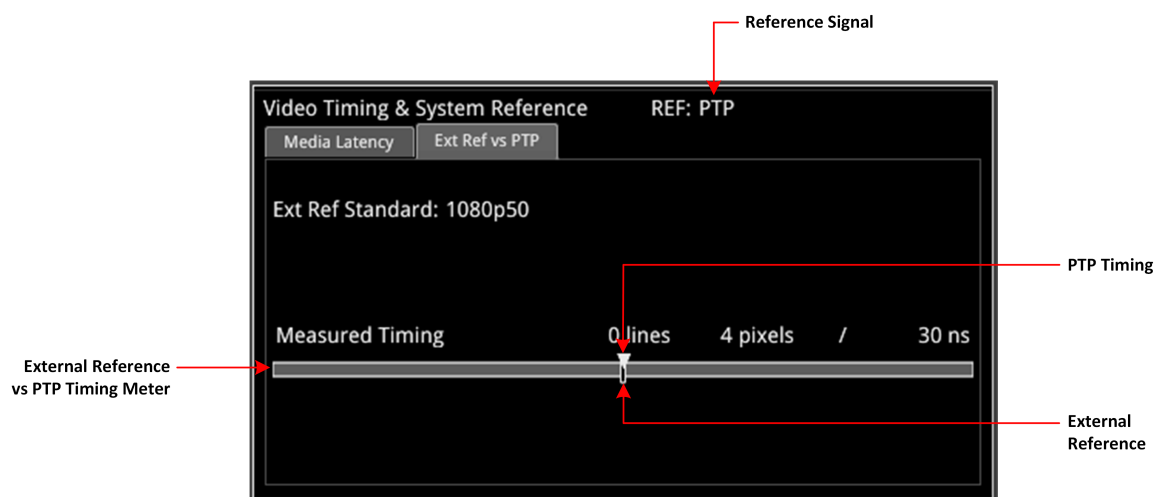 Reference Signal
Video Timing & System Reference REF: PTP
Media Latency Ext Ref vs PTP
Ext Ref Standard: 1080p50
PTP Timing
Measured Timing 0 lines 4 pixels / 30 ns
External Reference
vs PTP Timing Meter
External
Reference